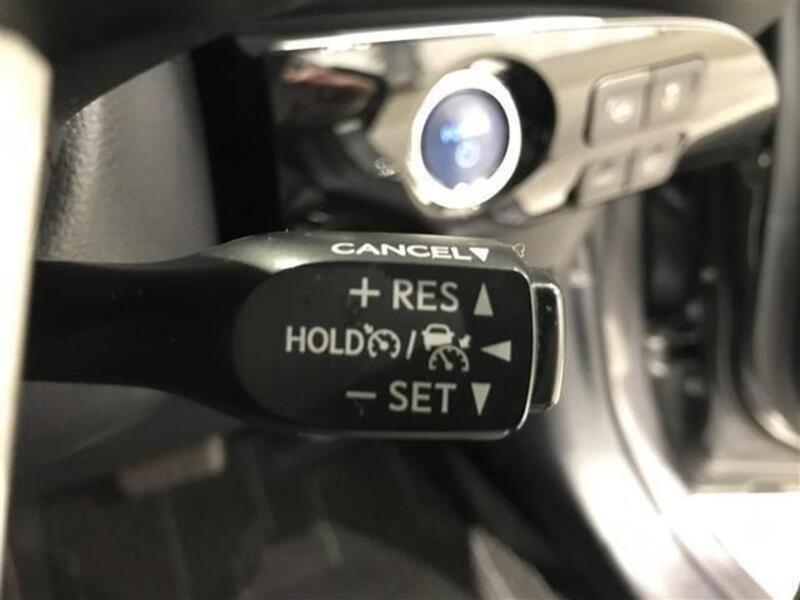 CANCEL▼
+ RES ▲
HOLD / ◀
− SET ▼